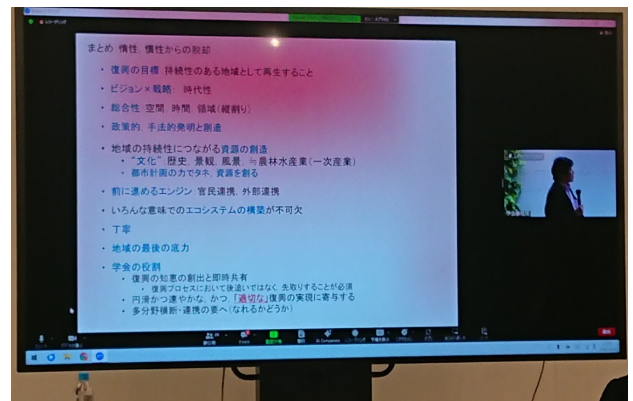 まとめ 惰性、慣性からの脱却
・復興の目標 持続性のある地域として再生すること
・ビジョン×戦略 時代性
・総合性 空間、時間、領域(縦割り)
・政策的、手法的発明と創造
・地域の持続性につながる資源の創造
・“文化” 歴史、景観、風景、≒農林水産業(一次産業)
・都市計画の力でタネ、資源を創る
・前に進めるエンジン 官民連携、外部連携
・いろんな意味でのエコシステムの構築が不可欠
・丁寧
・地域の最後の底力
・学会の役割
・復興の知恵の創出と即時共有
・復興プロセスにおいて後追いではなく、先取りすることが必須
・円滑かつ速やかな、かつ、「適切な」復興の実現に寄与する
・多分野横断・連携の要へ(なれるかどうか)